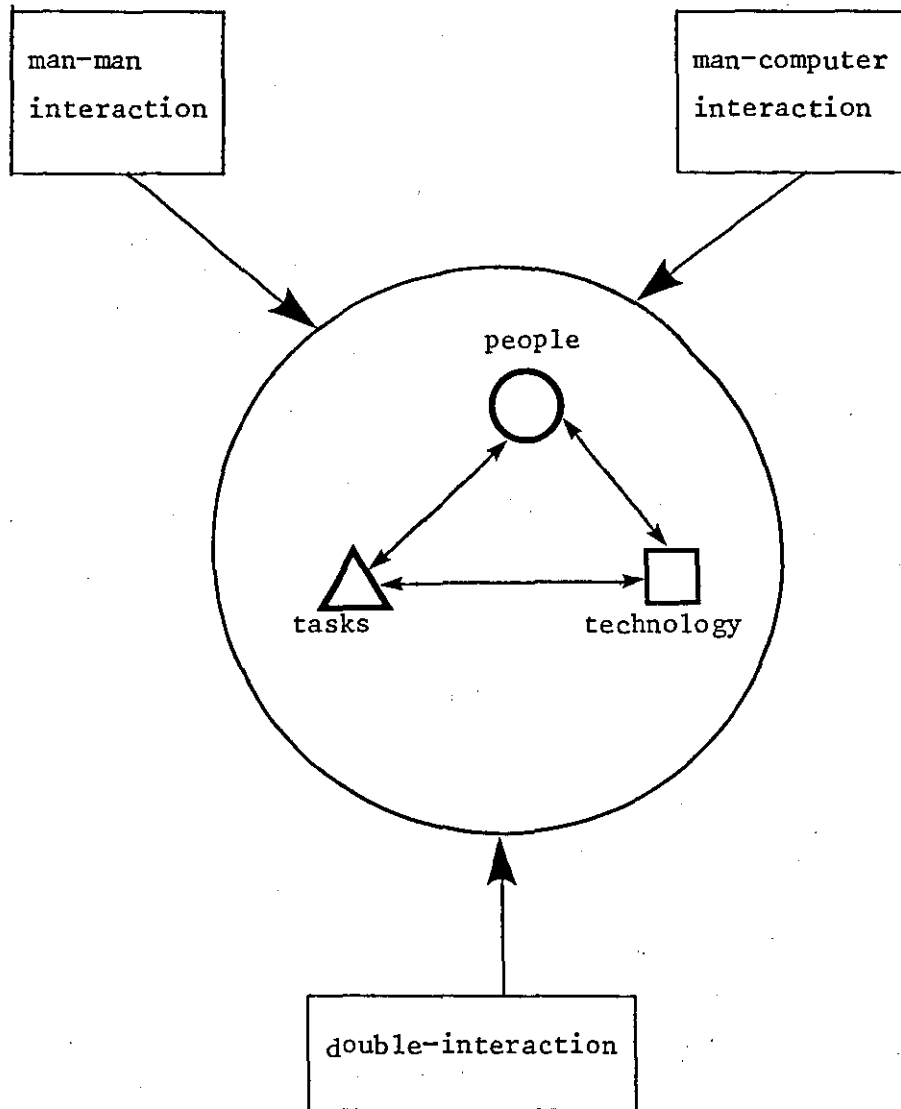 man-man
interaction
man-computer
interaction
people
tasks
technology
double-interaction